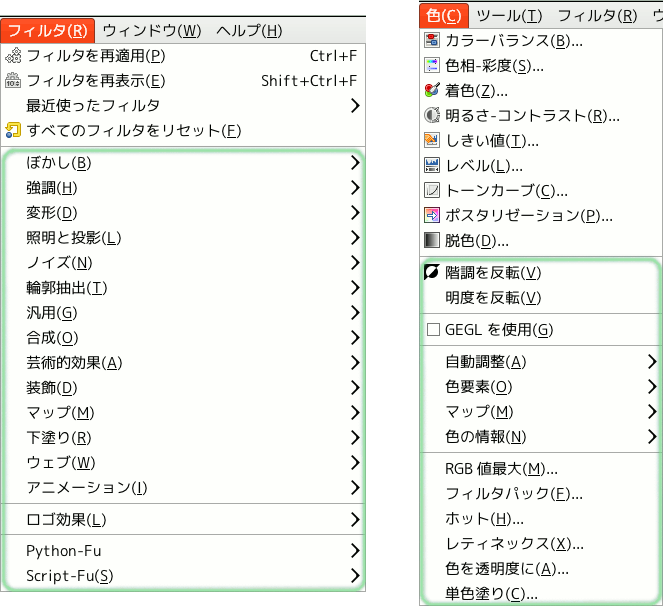 フィルタ(R) ウィンドウ(W) ヘルプ(H)
フィルタを再適用(P) Ctrl+F
フィルタを再表示(E) Shift+Ctrl+F
最近使ったフィルタ
すべてのフィルタをリセット(F)
ぼかし(B)
強調(H)
変形(D)
照明と投影(L)
ノイズ(N)
輪郭抽出(T)
汎用(G)
合成(O)
芸術的効果(A)
装飾(D)
マップ(M)
下塗り(R)
ウェブ(W)
アニメーション(I)
ロゴ効果(L)
Python-Fu
Script-Fu(S)
色(C) ツール(T) フィルタ(R)
カラーバランス(B)...
色相-彩度(S)...
着色(Z)...
明るさ-コントラスト(R)...
しきい値(T)...
レベル(L)...
トーンカーブ(C)...
ポスタリゼーション(P)...
脱色(D)...
階調を反転(V)
明度を反転(V)
GEGL を使用(G)
自動調整(A)
色要素(O)
マップ(M)
色の情報(N)
RGB 値最大(M)...
フィルタパック(F)...
ホット(H)...
レティネックス(X)...
色を透明度に(A)...
単色塗り(C)...